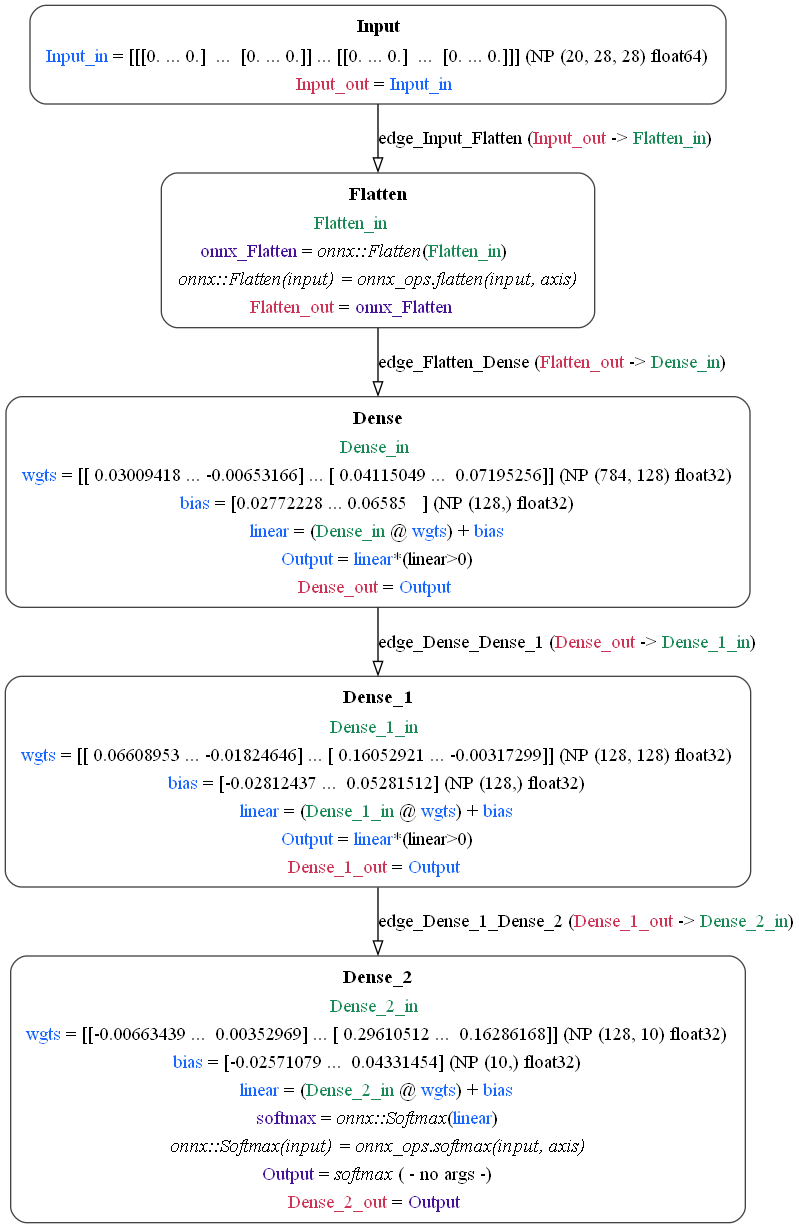 Input
Input_in = [[[0. ... 0.] ... [0. ... 0.]] ... [[0. ... 0.] ... [0. ... 0.]]] (NP (20, 28, 28) float64)
Input_out = Input_in
edge_Input_Flatten (Input_out -> Flatten_in)
Flatten
Flatten_in
onnx_Flatten = onnx::Flatten(Flatten_in)
onnx::Flatten(input) = onnx_ops.flatten(input, axis)
Flatten_out = onnx_Flatten
edge_Flatten_Dense (Flatten_out -> Dense_in)
Dense
Dense_in
wgts = [[ 0.03009418 ... -0.00653166] ... [ 0.04115049 ... 0.07195256]] (NP (784, 128) float32)
bias = [0.02772228 ... 0.06585 ] (NP (128,) float32)
linear = (Dense_in @ wgts) + bias
Output = linear*(linear>0)
Dense_out = Output
edge_Dense_Dense_1 (Dense_out -> Dense_1_in)
Dense_1
Dense_1_in
wgts = [[ 0.06608953 ... -0.01824646] ... [ 0.16052921 ... -0.00317299]] (NP (128, 128) float32)
bias = [-0.02812437 ... 0.05281512] (NP (128,) float32)
linear = (Dense_1_in @ wgts) + bias
Output = linear*(linear>0)
Dense_1_out = Output
edge_Dense_1_Dense_2 (Dense_1_out -> Dense_2_in)
Dense_2
Dense_2_in
wgts = [[-0.00663439 ... 0.00352969] ... [ 0.29610512 ... 0.16286168]] (NP (128, 10) float32)
bias = [-0.02571079 ... 0.04331454] (NP (10,) float32)
linear = (Dense_2_in @ wgts) + bias
softmax = onnx::Softmax(linear)
onnx::Softmax(input) = onnx_ops.softmax(input, axis)
Output = softmax ( - no args -)
Dense_2_out = Output